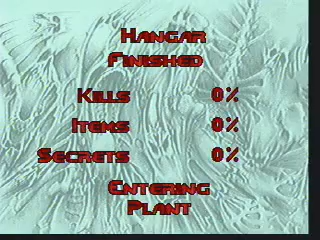 Hangar
Finished
Kills 0%
Items 0%
Secrets 0%
Entering
Plant